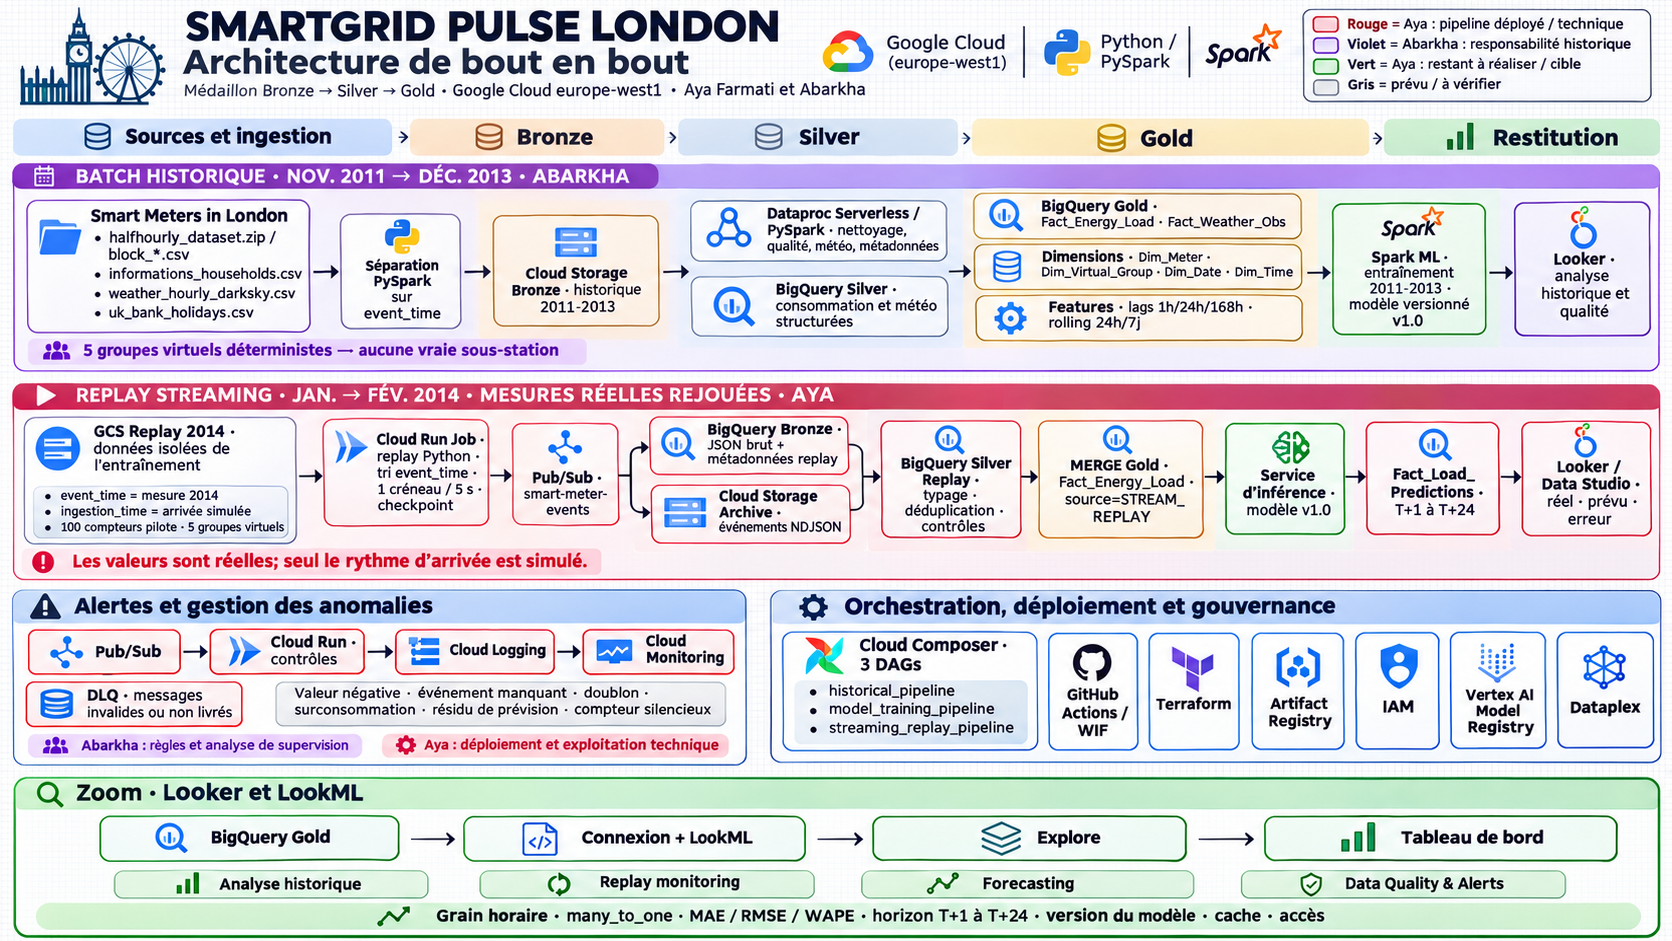 SMARTGRID PULSE LONDON
Architecture de bout en bout
Médaillon Bronze → Silver → Gold · Google Cloud europe-west1 · Aya Farmati et Abarkha
Google Cloud
(europe-west1)
Python /
PySpark
Spark
Rouge = Aya : pipeline déployé / technique
Violet = Abarkha : responsabilité historique
Vert = Aya : restant à réaliser / cible
Gris = prévu / à vérifier
Sources et ingestion
Bronze
Silver
Gold
Restitution
BATCH HISTORIQUE · NOV. 2011 → DÉC. 2013 · ABARKHA
Smart Meters in London
• halfhourly_dataset.zip /
block_*.csv
• informations_households.csv
• weather_hourly_darksky.csv
• uk_bank_holidays.csv
Séparation
PySpark
sur
event_time
Cloud Storage
Bronze · historique
2011-2013
Dataproc Serverless /
PySpark · nettoyage,
qualité, météo, métadonnées
BigQuery Silver ·
consommation et météo
structurées
BigQuery Gold ·
Fact_Energy_Load · Fact_Weather_Obs
Dimensions · Dim_Meter ·
Dim_Virtual_Group · Dim_Date · Dim_Time
Features · lags 1h/24h/168h ·
rolling 24h/7j
Spark
Spark ML ·
entraînement
2011-2013 ·
modèle versionné
v1.0
Looker ·
analyse
historique et
qualité
5 groupes virtuels déterministes — aucune vraie sous-station
REPLAY STREAMING · JAN. → FÉV. 2014 · MESURES RÉELLES REJOUÉES · AYA
GCS Replay 2014 ·
données isolées de
l'entraînement
• event_time = mesure 2014
• ingestion_time = arrivée simulée
• 100 compteurs pilote · 5 groupes virtuels
Cloud Run Job ·
replay Python ·
tri event_time ·
1 créneau / 5 s ·
checkpoint
Pub/Sub ·
smart-meter-
events
BigQuery Bronze ·
JSON brut +
métadonnées replay
Cloud Storage
Archive ·
événements NDJSON
BigQuery Silver
Replay ·
typage ·
déduplication ·
contrôles
MERGE Gold ·
Fact_Energy_Load ·
source=STREAM_
REPLAY
Service
d'inférence ·
modèle v1.0
Fact_Load_
Predictions ·
T+1 à T+24
Looker /
Data Studio ·
réel · prévu ·
erreur
Les valeurs sont réelles; seul le rythme d'arrivée est simulé.
Alertes et gestion des anomalies
Pub/Sub
Cloud Run ·
contrôles
Cloud Logging
Cloud
Monitoring
DLQ · messages
invalides ou non livrés
Valeur négative · événement manquant · doublon ·
surconsommation · résidu de prévision · compteur silencieux
Abarkha : règles et analyse de supervision
Aya : déploiement et exploitation technique
Orchestration, déploiement et gouvernance
Cloud Composer ·
3 DAGs
• historical_pipeline
• model_training_pipeline
• streaming_replay_pipeline
GitHub
Actions /
WIF
Terraform
Artifact
Registry
IAM
Vertex AI
Model
Registry
Dataplex
Zoom · Looker et LookML
BigQuery Gold
Connexion + LookML
Explore
Tableau de bord
Analyse historique
Replay monitoring
Forecasting
Data Quality & Alerts
Grain horaire · many_to_one · MAE / RMSE / WAPE · horizon T+1 à T+24 · version du modèle · cache · accès